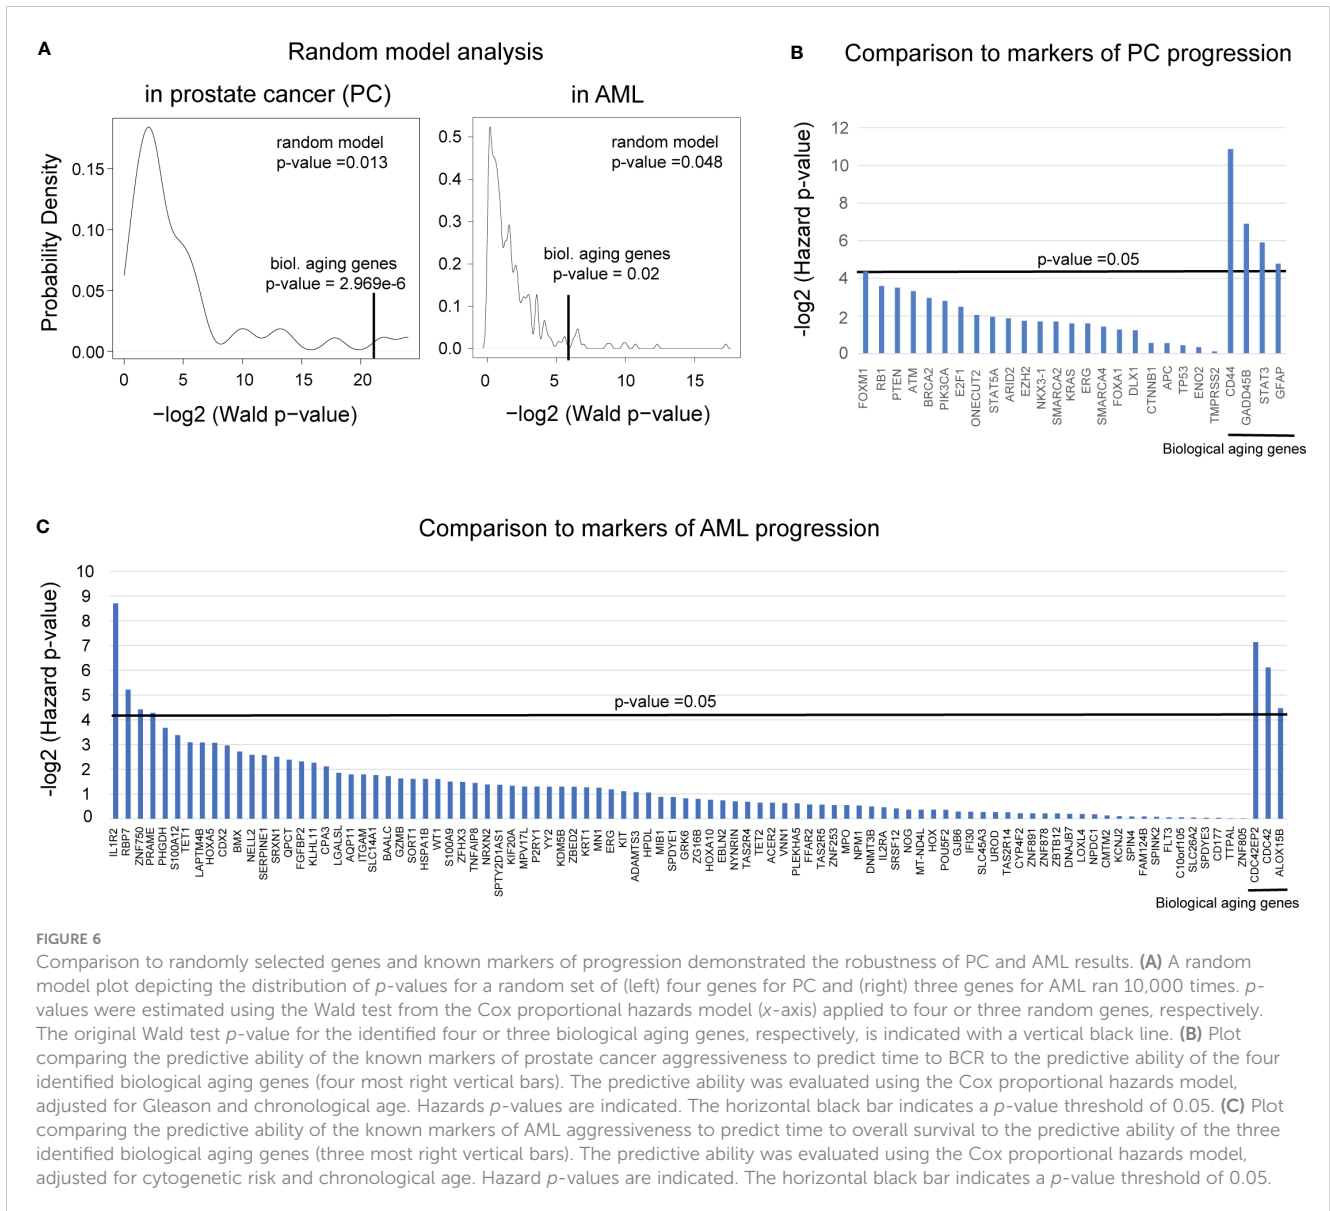 A
Random model analysis
in prostate cancer (PC)
in AML
Probability Density
0.15
0.10
0.05
0.00
random model
p-value =0.013
biol. aging genes
p-value = 2.969e-6
0 5 10 15 20
−log2 (Wald p−value)
0.5
0.4
0.3
0.2
0.1
0.0
random model
p-value =0.048
biol. aging genes
p-value = 0.02
0 5 10 15
−log2 (Wald p−value)
B
Comparison to markers of PC progression
-log2 (Hazard p-value)
12
10
8
6
4
2
0
p-value =0.05
FOXM1 RB1 PTEN ATM BRCA2 PIK3CA E2F1 ONECUT2 STAT5A ARID2 EZH2 NKX3-1 SMARCA2 KRAS ERG SMARCA4 FOXA1 DLX1 CTNNB1 APC TP53 ENO2 TMPRSS2 CD44 GADD45B STAT3 GFAP
Biological aging genes
C
Comparison to markers of AML progression
-log2 (Hazard p-value)
10
9
8
7
6
5
4
3
2
1
0
p-value =0.05
IL1R2 RBP7 ZNF750 PRAME PHGDH S100A12 TET1 LAPTM4B HOXA5 CDX2 BMX NELL2 SERPINE1 SRXN1 QPCT FGFBP2 KLHL11 CPA3 LGALSL AQP11 SLC14A1 BAALC GZMB SORT1 HSPA1B WT1 S100A9 ZFHX3 TNFAIP8 NRXN2 SPTY2D1AS1 KIF20A MPV17L P2RY1 YY2 KDM5B ZBED2 KRT1 MN1 ERG KIT ADAMTS3 HPDL MIB1 SPDYE1 GRK6 ZG16B HOXA10 EBLN2 NYNRIN TAS2R4 TET2 ACER2 VNN1 PLEKHA5 FFAR2 TAS2R5 ZNF253 MPO NPM1 DNMT3B IL2RA SRSF12 NOG MT-ND4L HOX POU5F2 GJB6 IFI30 SLC45A3 UROD TAS2R14 CYP4F2 ZNF891 ZNF878 ZBTB12 DNAJB7 LOXL4 NPDC1 CMTM2 KCNJ2 SPIN4 FAM124B SPINK2 FLT3 C10orf105 SLC26A2 SPDYE3 CD177 TTPAL ZNF805 CDC42EP2 CDC42 ALOX15B
Biological aging genes
FIGURE 6
Comparison to randomly selected genes and known markers of progression demonstrated the robustness of PC and AML results. (A) A random
model plot depicting the distribution of p-values for a random set of (left) four genes for PC and (right) three genes for AML ran 10,000 times. p-
values were estimated using the Wald test from the Cox proportional hazards model (x-axis) applied to four or three random genes, respectively.
The original Wald test p-value for the identified four or three biological aging genes, respectively, is indicated with a vertical black line. (B) Plot
comparing the predictive ability of the known markers of prostate cancer aggressiveness to predict time to BCR to the predictive ability of the four
identified biological aging genes (four most right vertical bars). The predictive ability was evaluated using the Cox proportional hazards model,
adjusted for Gleason and chronological age. Hazards p-values are indicated. The horizontal black bar indicates a p-value threshold of 0.05. (C) Plot
comparing the predictive ability of the known markers of AML aggressiveness to predict time to overall survival to the predictive ability of the three
identified biological aging genes (three most right vertical bars). The predictive ability was evaluated using the Cox proportional hazards model,
adjusted for cytogenetic risk and chronological age. Hazard p-values are indicated. The horizontal black bar indicates a p-value threshold of 0.05.